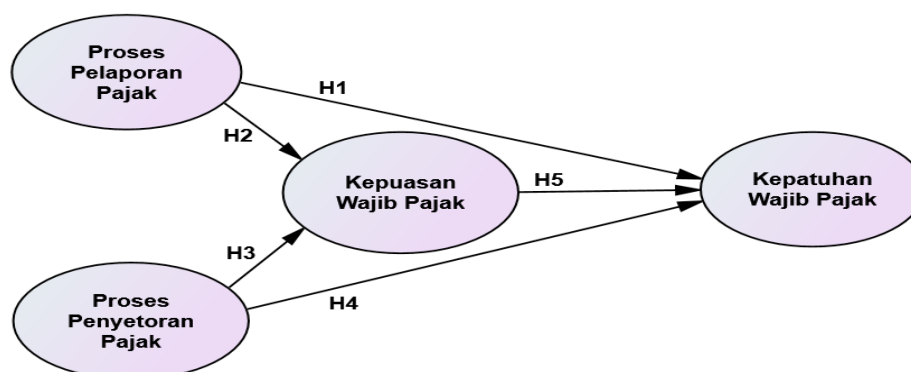 Proses
Pelaporan
Pajak
H1
H2
Kepuasan
Wajib Pajak
H5
Kepatuhan
Wajib Pajak
H3
H4
Proses
Penyetoran
Pajak